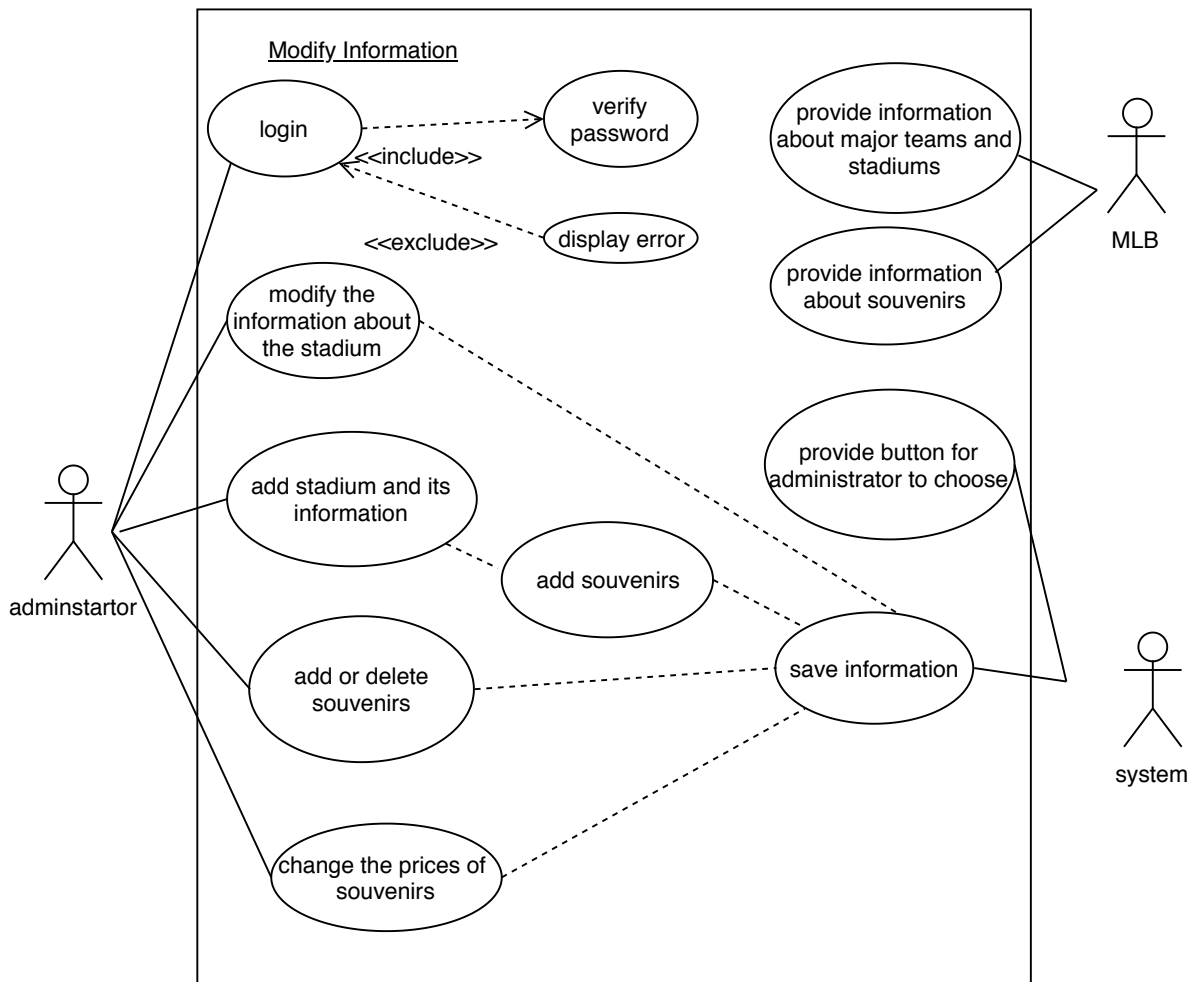 Modify Information
login
verify
password
<<include>>
<<exclude>>
display error
provide information
about major teams and
stadiums
MLB
provide information
about souvenirs
modify the
information about
the stadium
provide button for
administrator to choose
add stadium and its
information
adminstartor
add souvenirs
add or delete
souvenirs
save information
system
change the prices of
souvenirs